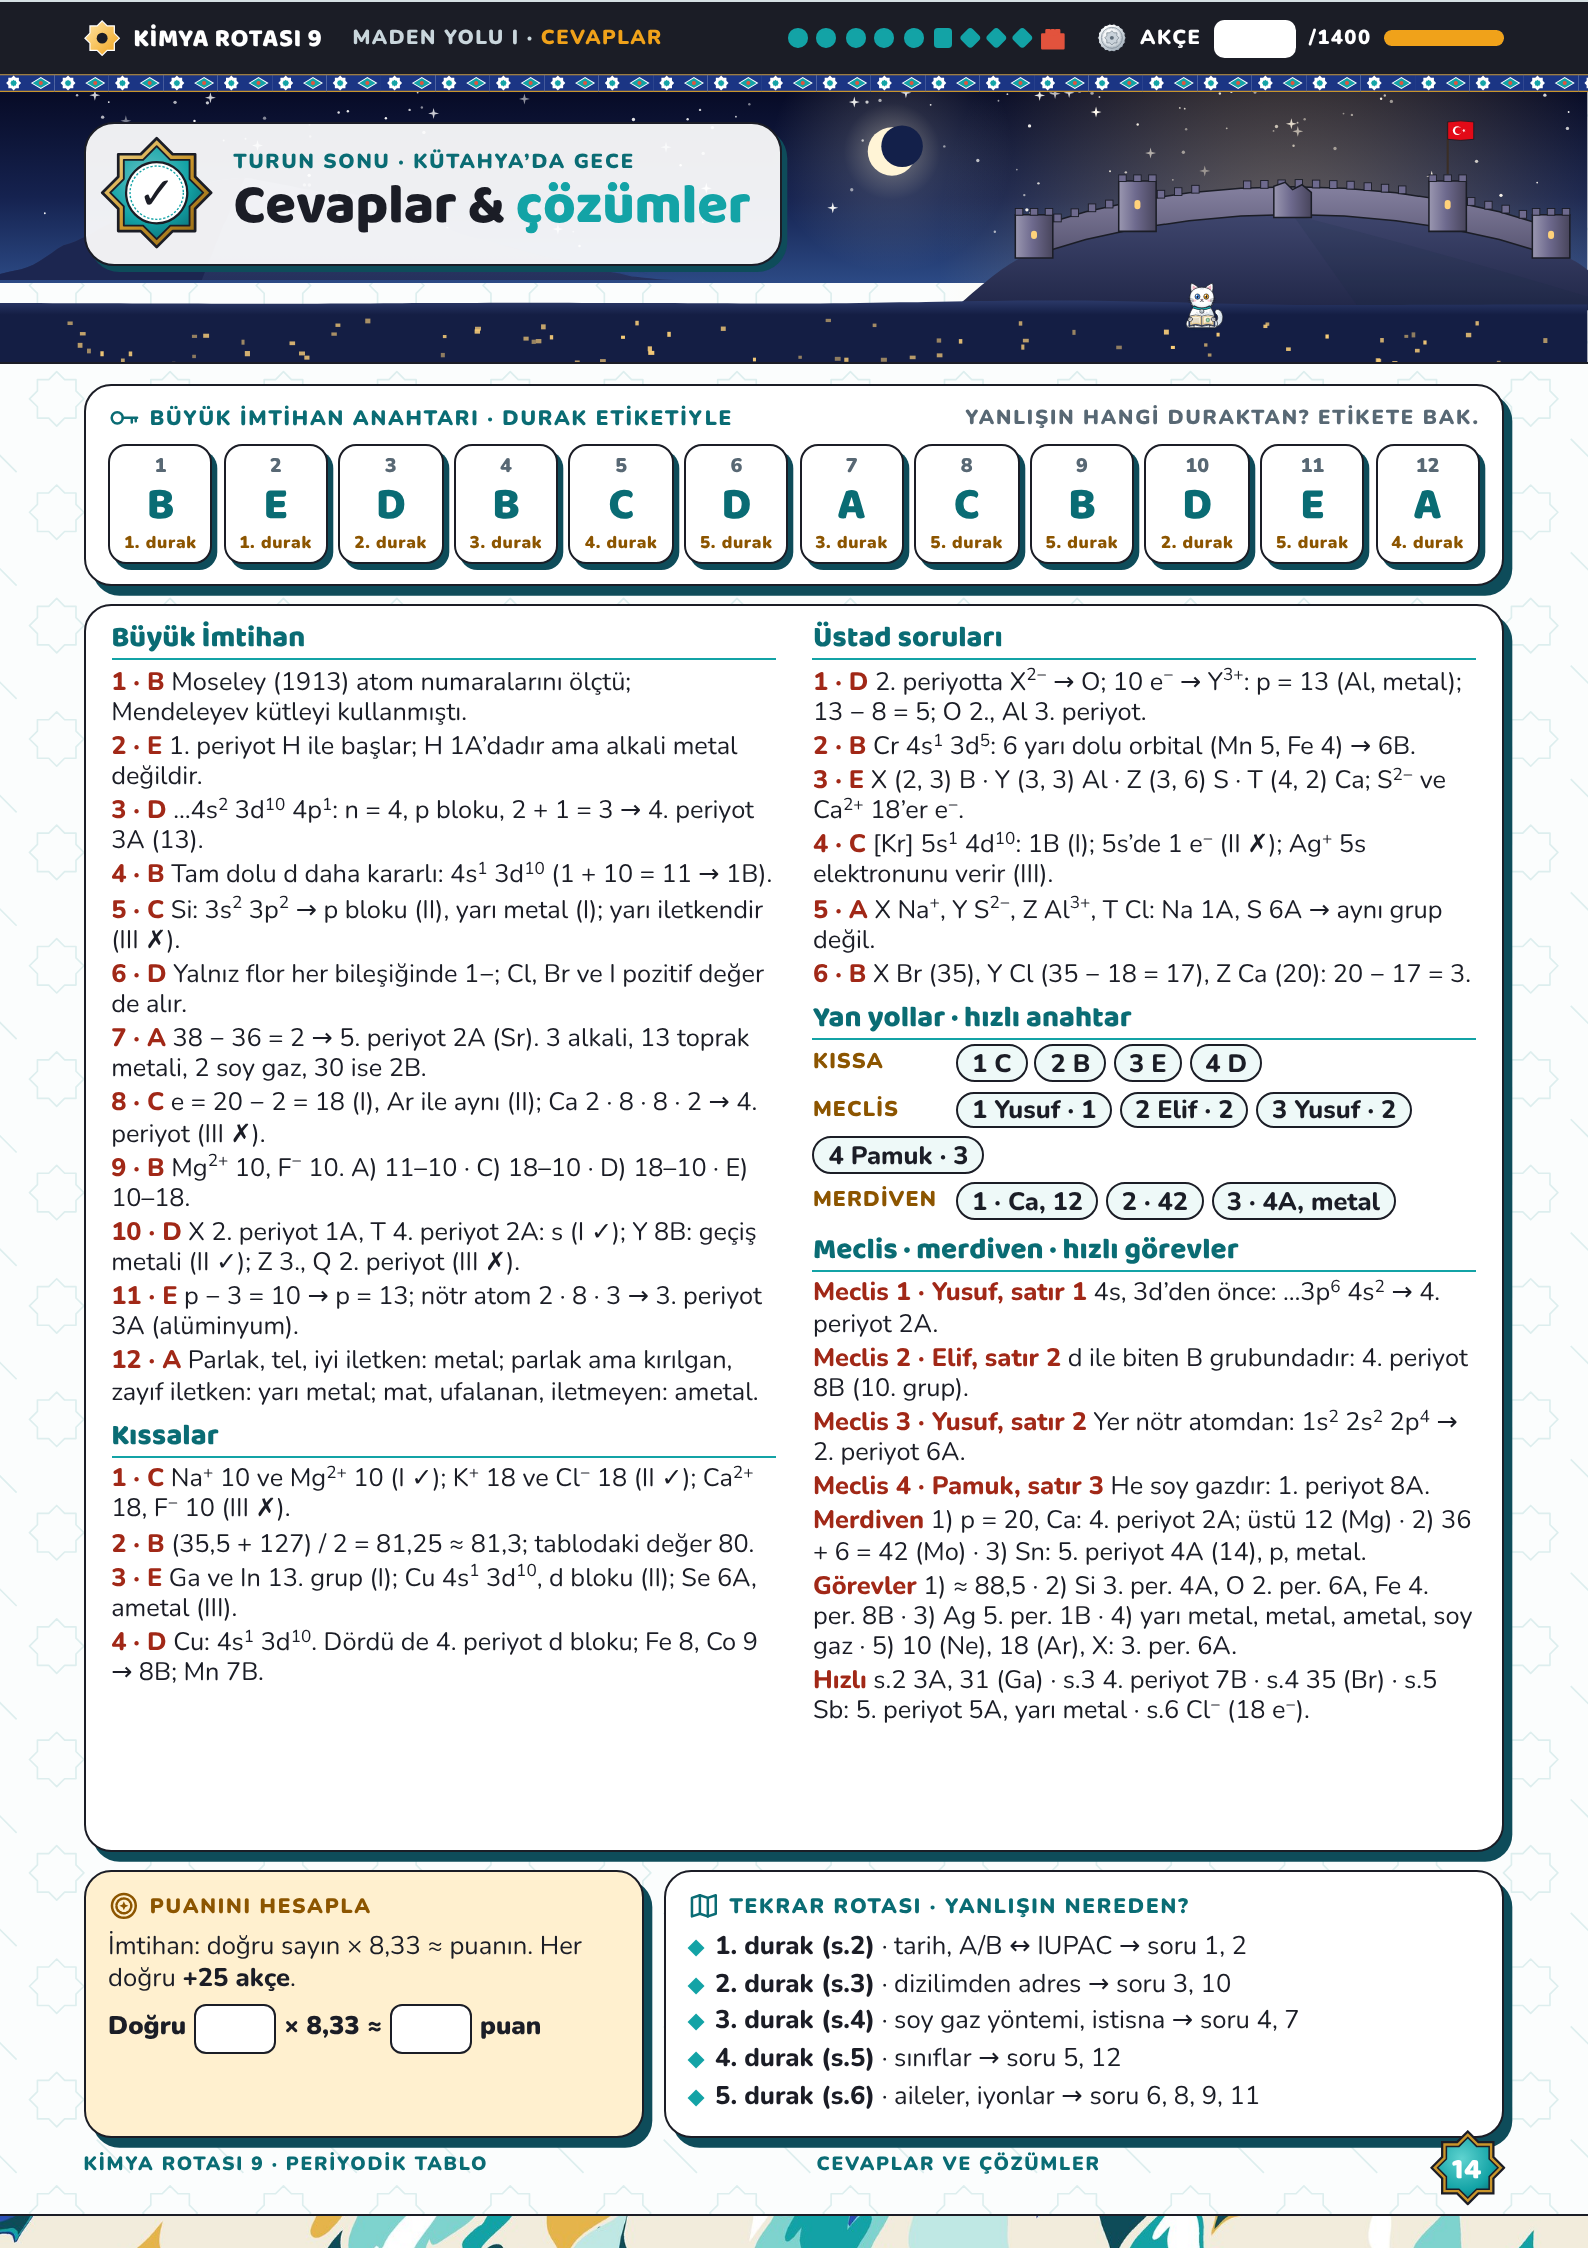 KİMYA ROTASI 9 MADEN YOLU I · CEVAPLAR AKÇE /1400
TURUN SONU · KÜTAHYA’DA GECE
✓ Cevaplar & çözümler
BÜYÜK İMTİHAN ANAHTARI · DURAK ETİKETİYLE YANLIŞIN HANGİ DURAKTAN? ETİKETE BAK.
1 2 3 4 5 6 7 8 9 10 11 12
B E D B C D A C B D E A
1. durak 1. durak 2. durak 3. durak 4. durak 5. durak 3. durak 5. durak 5. durak 2. durak 5. durak 4. durak
Büyük İmtihan
1 · B Moseley (1913) atom numaralarını ölçtü;
Mendeleyev kütleyi kullanmıştı.
2 · E 1. periyot H ile başlar; H 1A’dadır ama alkali metal
değildir.
3 · D ...4s² 3d¹⁰ 4p¹: n = 4, p bloku, 2 + 1 = 3 → 4. periyot
3A (13).
4 · B Tam dolu d daha kararlı: 4s¹ 3d¹⁰ (1 + 10 = 11 → 1B).
5 · C Si: 3s² 3p² → p bloku (II), yarı metal (I); yarı iletkendir
(III ✗).
6 · D Yalnız flor her bileşiğinde 1−; Cl, Br ve I pozitif değer
de alır.
7 · A 38 − 36 = 2 → 5. periyot 2A (Sr). 3 alkali, 13 toprak
metali, 2 soy gaz, 30 ise 2B.
8 · C e = 20 − 2 = 18 (I), Ar ile aynı (II); Ca 2 · 8 · 8 · 2 → 4.
periyot (III ✗).
9 · B Mg²⁺ 10, F⁻ 10. A) 11–10 · C) 18–10 · D) 18–10 · E)
10–18.
10 · D X 2. periyot 1A, T 4. periyot 2A: s (I ✓); Y 8B: geçiş
metali (II ✓); Z 3., Q 2. periyot (III ✗).
11 · E p − 3 = 10 → p = 13; nötr atom 2 · 8 · 3 → 3. periyot
3A (alüminyum).
12 · A Parlak, tel, iyi iletken: metal; parlak ama kırılgan,
zayıf iletken: yarı metal; mat, ufalanan, iletmeyen: ametal.
Kıssalar
1 · C Na⁺ 10 ve Mg²⁺ 10 (I ✓); K⁺ 18 ve Cl⁻ 18 (II ✓); Ca²⁺
18, F⁻ 10 (III ✗).
2 · B (35,5 + 127) / 2 = 81,25 ≈ 81,3; tablodaki değer 80.
3 · E Ga ve In 13. grup (I); Cu 4s¹ 3d¹⁰, d bloku (II); Se 6A,
ametal (III).
4 · D Cu: 4s¹ 3d¹⁰. Dördü de 4. periyot d bloku; Fe 8, Co 9
→ 8B; Mn 7B.
Üstad soruları
1 · D 2. periyotta X²⁻ → O; 10 e⁻ → Y³⁺: p = 13 (Al, metal);
13 − 8 = 5; O 2., Al 3. periyot.
2 · B Cr 4s¹ 3d⁵: 6 yarı dolu orbital (Mn 5, Fe 4) → 6B.
3 · E X (2, 3) B · Y (3, 3) Al · Z (3, 6) S · T (4, 2) Ca; S²⁻ ve
Ca²⁺ 18’er e⁻.
4 · C [Kr] 5s¹ 4d¹⁰: 1B (I); 5s’de 1 e⁻ (II ✗); Ag⁺ 5s
elektronunu verir (III).
5 · A X Na⁺, Y S²⁻, Z Al³⁺, T Cl: Na 1A, S 6A → aynı grup
değil.
6 · B X Br (35), Y Cl (35 − 18 = 17), Z Ca (20): 20 − 17 = 3.
Yan yollar · hızlı anahtar
KISSA 1 C 2 B 3 E 4 D
MECLİS 1 Yusuf · 1 2 Elif · 2 3 Yusuf · 2
4 Pamuk · 3
MERDİVEN 1 · Ca, 12 2 · 42 3 · 4A, metal
Meclis · merdiven · hızlı görevler
Meclis 1 · Yusuf, satır 1 4s, 3d’den önce: ...3p⁶ 4s² → 4.
periyot 2A.
Meclis 2 · Elif, satır 2 d ile biten B grubundadır: 4. periyot
8B (10. grup).
Meclis 3 · Yusuf, satır 2 Yer nötr atomdan: 1s² 2s² 2p⁴ →
2. periyot 6A.
Meclis 4 · Pamuk, satır 3 He soy gazdır: 1. periyot 8A.
Merdiven 1) p = 20, Ca: 4. periyot 2A; üstü 12 (Mg) · 2) 36
+ 6 = 42 (Mo) · 3) Sn: 5. periyot 4A (14), p, metal.
Görevler 1) ≈ 88,5 · 2) Si 3. per. 4A, O 2. per. 6A, Fe 4.
per. 8B · 3) Ag 5. per. 1B · 4) yarı metal, metal, ametal, soy
gaz · 5) 10 (Ne), 18 (Ar), X: 3. per. 6A.
Hızlı s.2 3A, 31 (Ga) · s.3 4. periyot 7B · s.4 35 (Br) · s.5
Sb: 5. periyot 5A, yarı metal · s.6 Cl⁻ (18 e⁻).
PUANINI HESAPLA
İmtihan: doğru sayın × 8,33 ≈ puanın. Her
doğru +25 akçe.
Doğru × 8,33 ≈ puan
TEKRAR ROTASI · YANLIŞIN NEREDEN?
1. durak (s.2) · tarih, A/B ↔ IUPAC → soru 1, 2
2. durak (s.3) · dizilimden adres → soru 3, 10
3. durak (s.4) · soy gaz yöntemi, istisna → soru 4, 7
4. durak (s.5) · sınıflar → soru 5, 12
5. durak (s.6) · aileler, iyonlar → soru 6, 8, 9, 11
KİMYA ROTASI 9 · PERİYODİK TABLO CEVAPLAR VE ÇÖZÜMLER 14